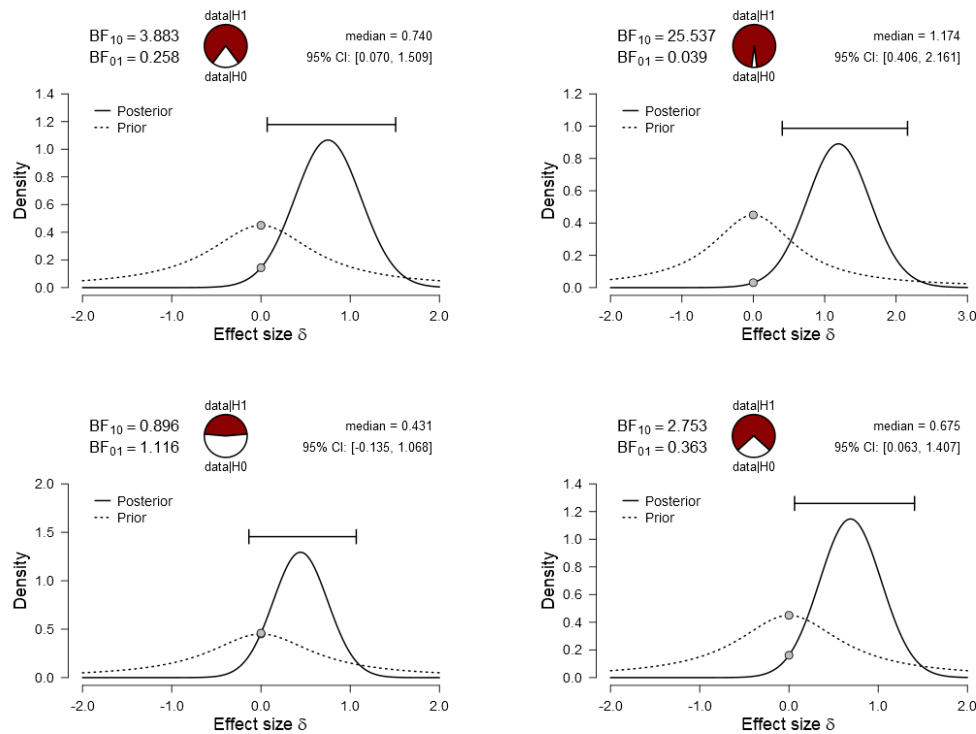 data|H1
BF10 = 3.883
BF01 = 0.258
median = 0.740
95% CI: [0.070, 1.509]
data|H0
1.4
1.2
1.0
0.8
0.6
0.4
0.2
0.0
Density
Posterior
Prior
-2.0 -1.0 0.0 1.0 2.0
Effect size δ
data|H1
BF10 = 25.537
BF01 = 0.039
median = 1.174
95% CI: [0.406, 2.161]
data|H0
1.2
1.0
0.8
0.6
0.4
0.2
0.0
Density
Posterior
Prior
-2.0 -1.0 0.0 1.0 2.0 3.0
Effect size δ
data|H1
BF10 = 0.896
BF01 = 1.116
median = 0.431
95% CI: [-0.135, 1.068]
data|H0
2.0
1.5
1.0
0.5
0.0
Density
Posterior
Prior
-2.0 -1.0 0.0 1.0 2.0
Effect size δ
data|H1
BF10 = 2.753
BF01 = 0.363
median = 0.675
95% CI: [0.063, 1.407]
data|H0
1.4
1.2
1.0
0.8
0.6
0.4
0.2
0.0
Density
Posterior
Prior
-2.0 -1.0 0.0 1.0 2.0
Effect size δ